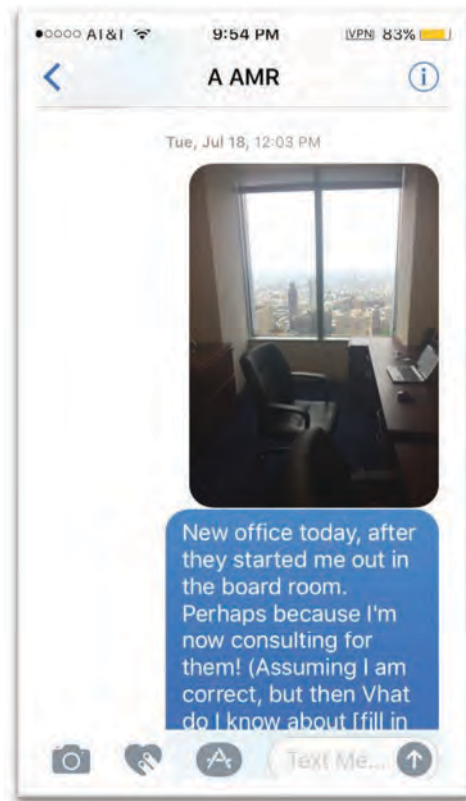 ●○○○○ AT&T 9:54 PM VPN 83%
A AMR
i
Tue, Jul 18, 12:03 PM
New office today, after
they started me out in
the board room.
Perhaps because I'm
now consulting for
them! (Assuming I am
correct, but then Vhat
do I know about [fill in
Text Me...